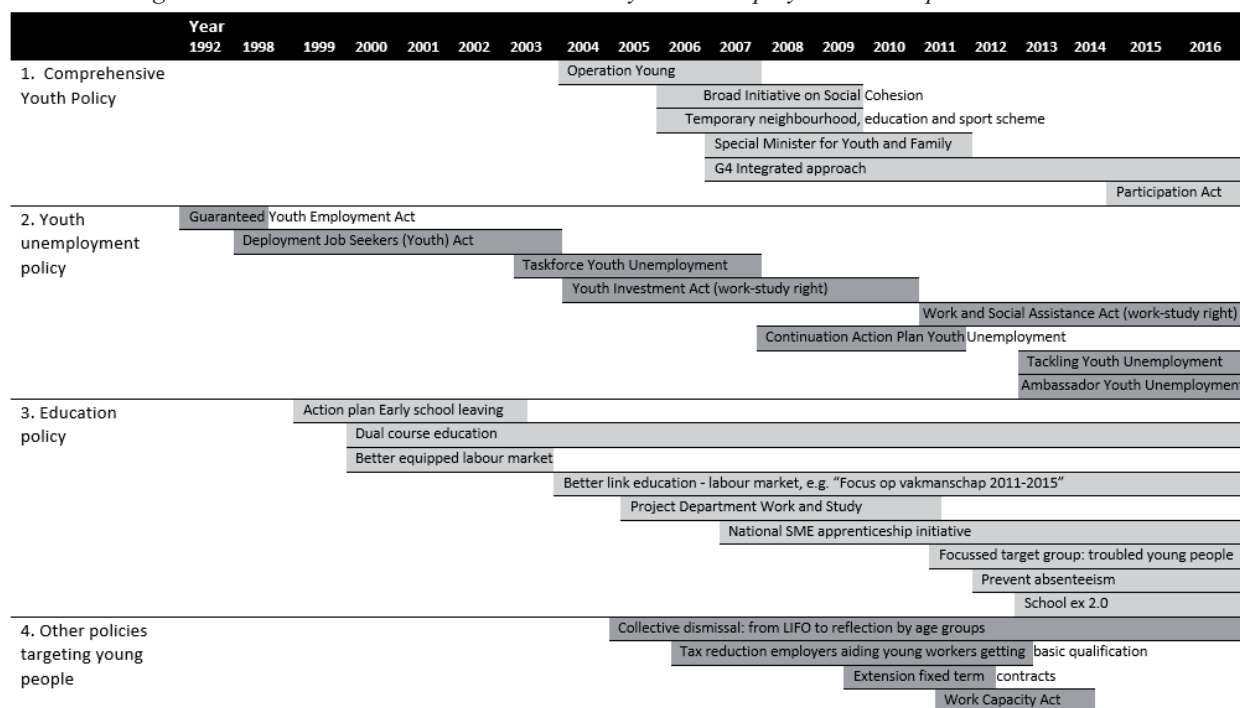 Year
1992 1998 1999 2000 2001 2002 2003 2004 2005 2006 2007 2008 2009 2010 2011 2012 2013 2014 2015 2016
1. Comprehensive
Youth Policy
Operation Young
Broad Initiative on Social Cohesion
Temporary neighbourhood, education and sport scheme
Special Minister for Youth and Family
G4 Integrated approach
Participation Act
2. Youth
unemployment
policy
Guaranteed Youth Employment Act
Deployment Job Seekers (Youth) Act
Taskforce Youth Unemployment
Youth Investment Act (work-study right)
Work and Social Assistance Act (work-study right)
Continuation Action Plan Youth Unemployment
Tackling Youth Unemployment
Ambassador Youth Unemployment
3. Education
policy
Action plan Early school leaving
Dual course education
Better equipped labour market
Better link education - labour market, e.g. “Focus op vakmanschap 2011-2015”
Project Department Work and Study
National SME apprenticeship initiative
Focussed target group: troubled young people
Prevent absenteeism
School ex 2.0
4. Other policies
targeting young
people
Collective dismissal: from LIFO to reflection by age groups
Tax reduction employers aiding young workers getting basic qualification
Extension fixed term contracts
Work Capacity Act